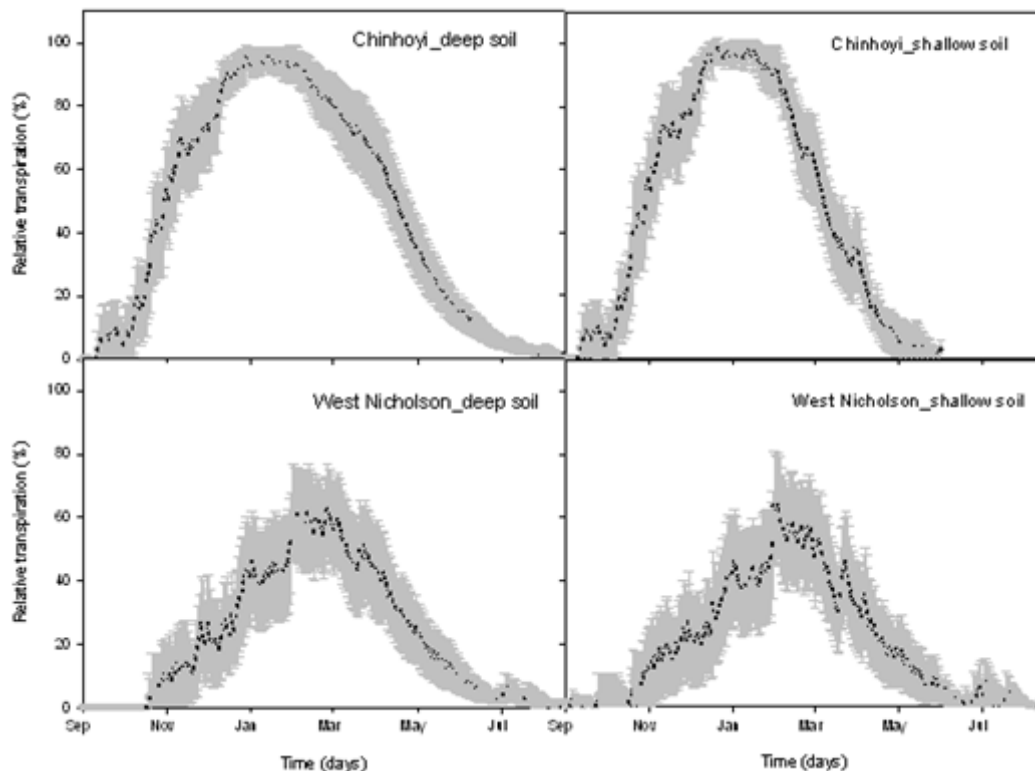 Chinhoyi_deep soil
Chinhoyi_shallow soil
Relative transpiration (%)
100
80
60
40
20
0
West Nicholson_deep soil
West Nicholson_shallow soil
Relative transpiration (%)
100
80
60
40
20
0
Sep Nov Jan Mar May Jul Sep Nov Jan Mar May Jul
Time (days) Time (days)